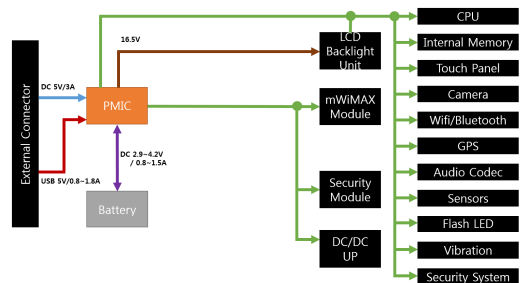 External Connector
DC 5V/3A
USB 5V/0.8~1.8A
PMIC
16.5V
DC 2.9~4.2V
/ 0.8~1.5A
Battery
LCD
Backlight
Unit
mWiMAX
Module
Security
Module
DC/DC
UP
CPU
Internal Memory
Touch Panel
Camera
Wifi/Bluetooth
GPS
Audio Codec
Sensors
Flash LED
Vibration
Security System